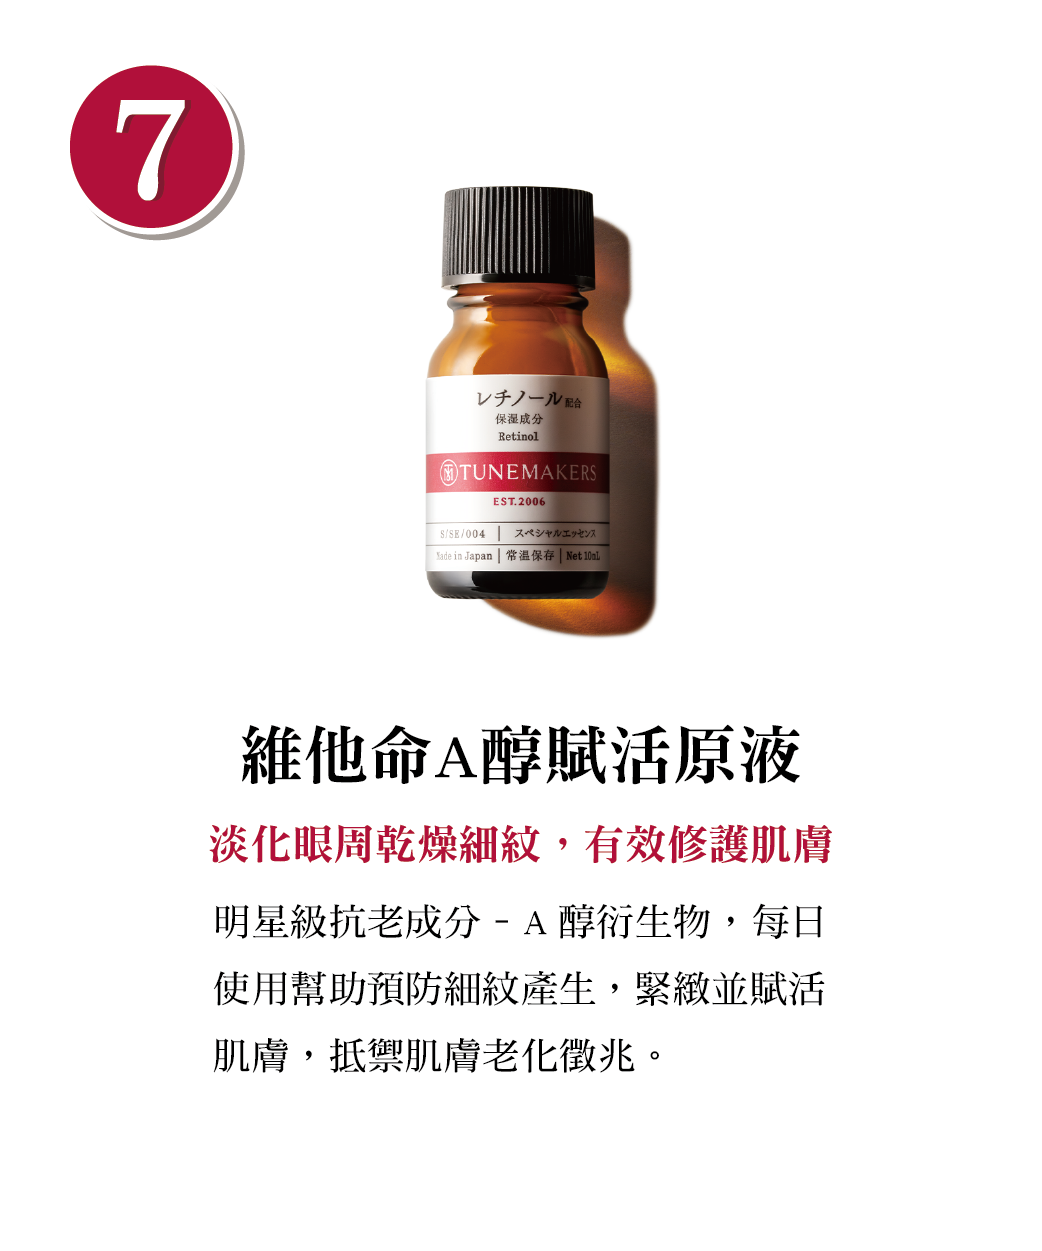 7
レチノール配合
保湿成分
Retinol
TUNEMAKERS
EST.2006
S/SE/004 | スペシャルエッセンス
Made in Japan | 常温保存 | Net 10mL
維他命A醇賦活原液
淡化眼周乾燥細紋，有效修護肌膚
明星級抗老成分 - A 醇衍生物，每日
使用幫助預防細紋產生，緊緻並賦活
肌膚，抵禦肌膚老化徵兆。